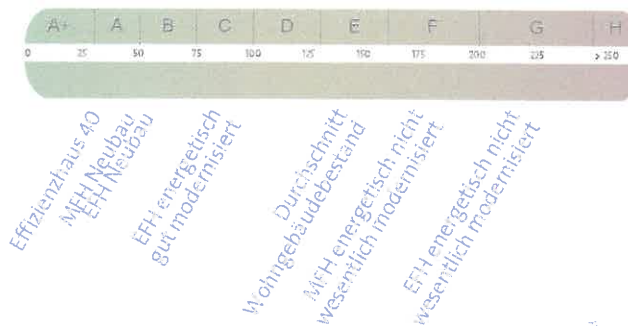 A+ A B C D E F G H
0 25 50 75 100 125 150 175 200 225 >250
Effizienzhaus 40
MFH Neubau
EFH Neubau
EFH energetisch
gut modernisiert
Durchschnitt
Wohngebäudebestand
MFH energetisch nicht
wesentlich modernisiert
EFH energetisch nicht
wesentlich modernisiert